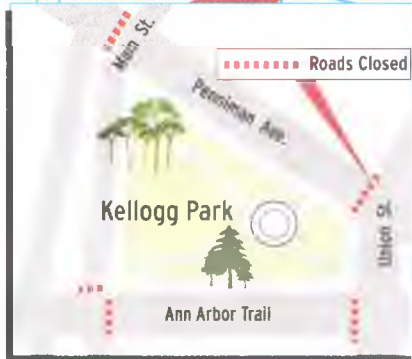 Main St.
Roads Closed
Penniman Ave.
Kellogg Park
Union St.
Ann Arbor Trail